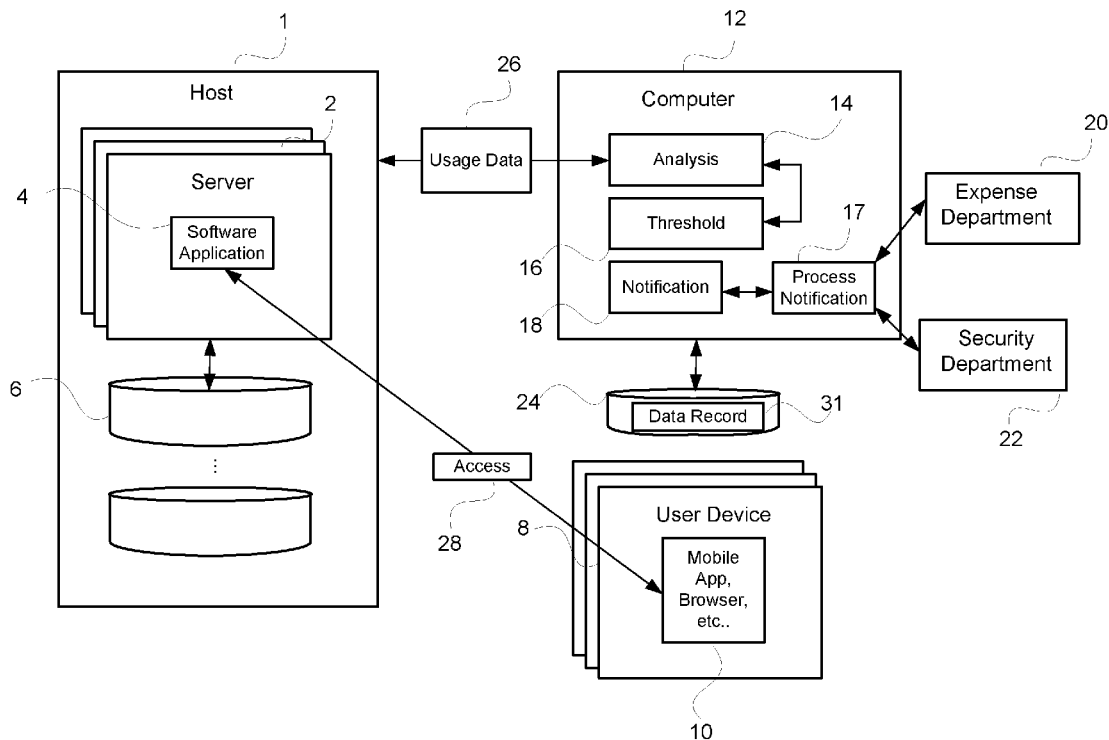 1
12
26
Host
Computer
2
14
20
Usage Data
Analysis
Server
4
Expense
Department
Software
Application
Threshold
17
16
Process
Notification
Notification
18
Security
Department
6
24
Data Record
31
22
...
Access
28
8
User Device
Mobile
App,
Browser,
etc..
10